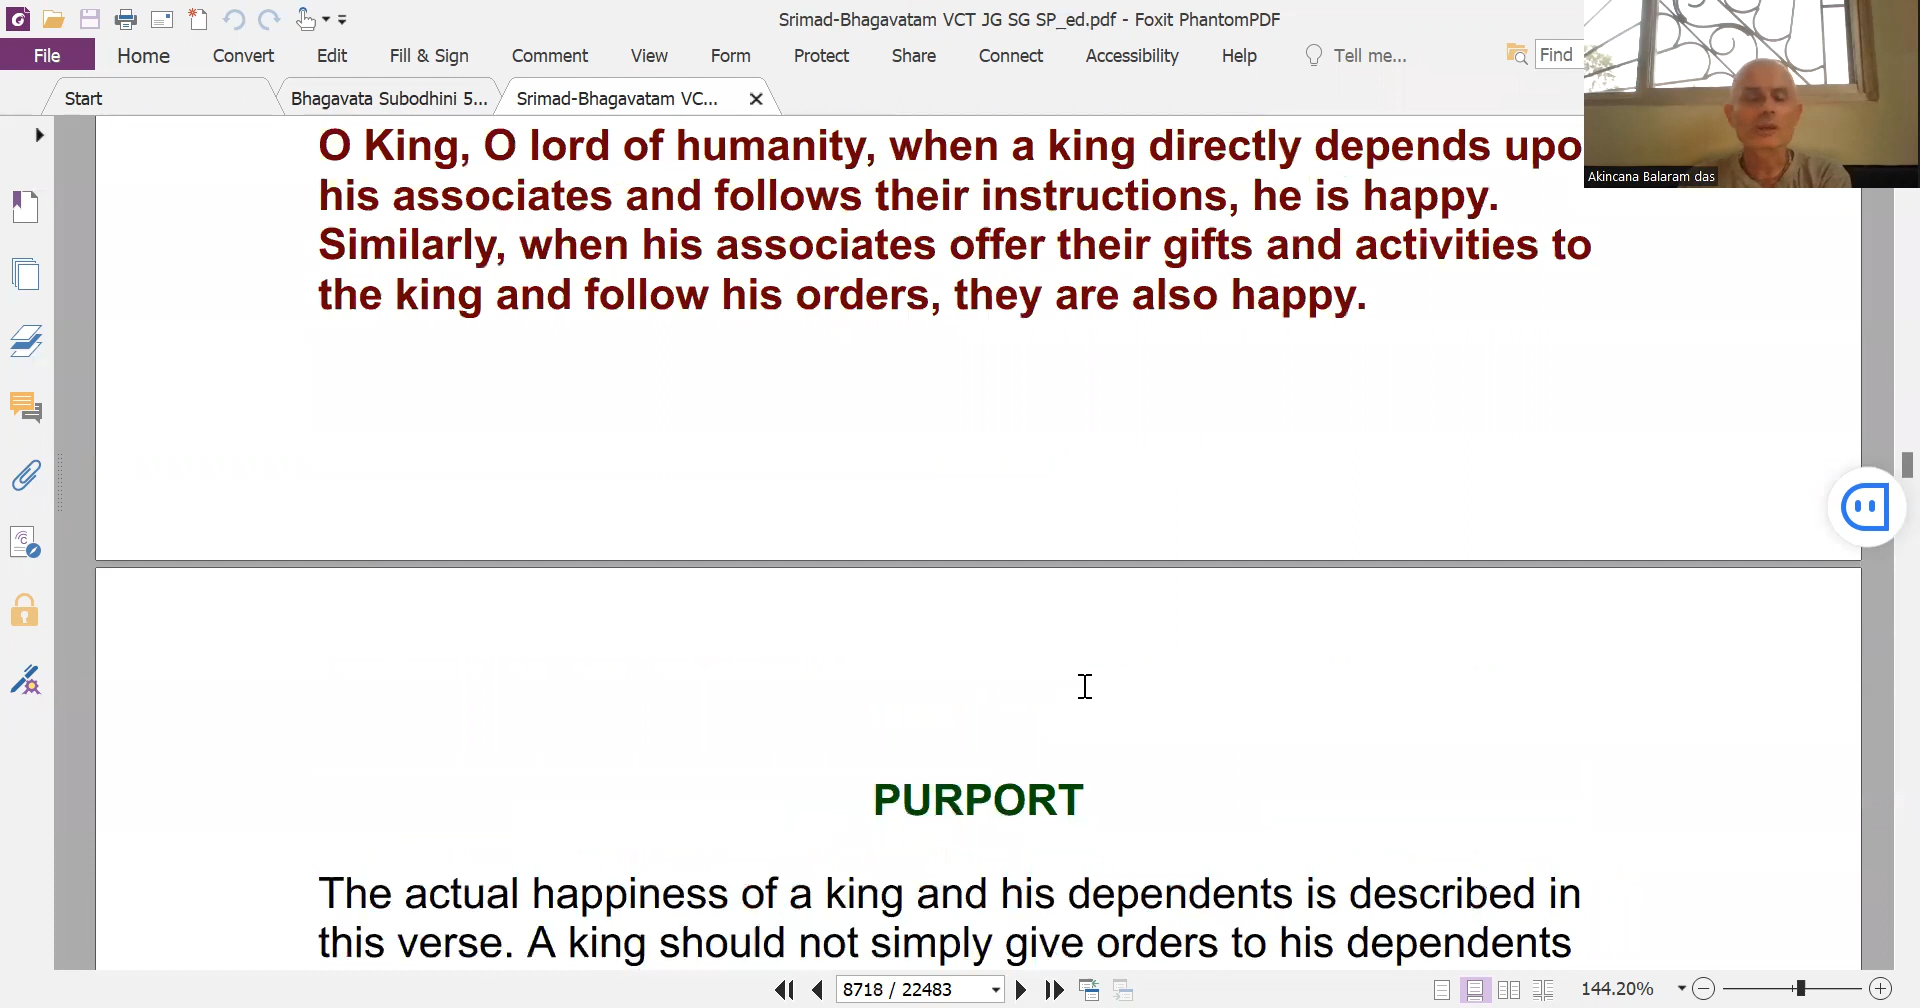 Srimad-Bhagavatam VCT JG SG SP_ed.pdf - Foxit PhantomPDF
File Home Convert Edit Fill & Sign Comment View Form Protect Share Connect Accessibility Help Tell me... Find
Start Bhagavata Subodhini 5... Srimad-Bhagavatam VC...
O King, O lord of humanity, when a king directly depends upo
his associates and follows their instructions, he is happy.
Similarly, when his associates offer their gifts and activities to
the king and follow his orders, they are also happy.
Akincana Balaram das
PURPORT
The actual happiness of a king and his dependents is described in
this verse. A king should not simply give orders to his dependents
8718 / 22483 144.20%